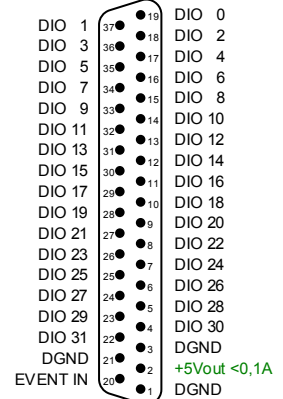 19 DIO 0
DIO 1 37
18 DIO 2
DIO 3 36
17 DIO 4
DIO 5 35
16 DIO 6
DIO 7 34
15 DIO 8
DIO 9 33
14 DIO 10
DIO 11 32
13 DIO 12
DIO 13 31
12 DIO 14
DIO 15 30
11 DIO 16
DIO 17 29
10 DIO 18
DIO 19 28
9 DIO 20
DIO 21 27
8 DIO 22
DIO 23 26
7 DIO 24
DIO 25 25
6 DIO 26
DIO 27 24
5 DIO 28
DIO 29 23
4 DIO 30
DIO 31 22
3 DGND
DGND 21
2 +5Vout <0,1A
EVENT IN 20
1 DGND